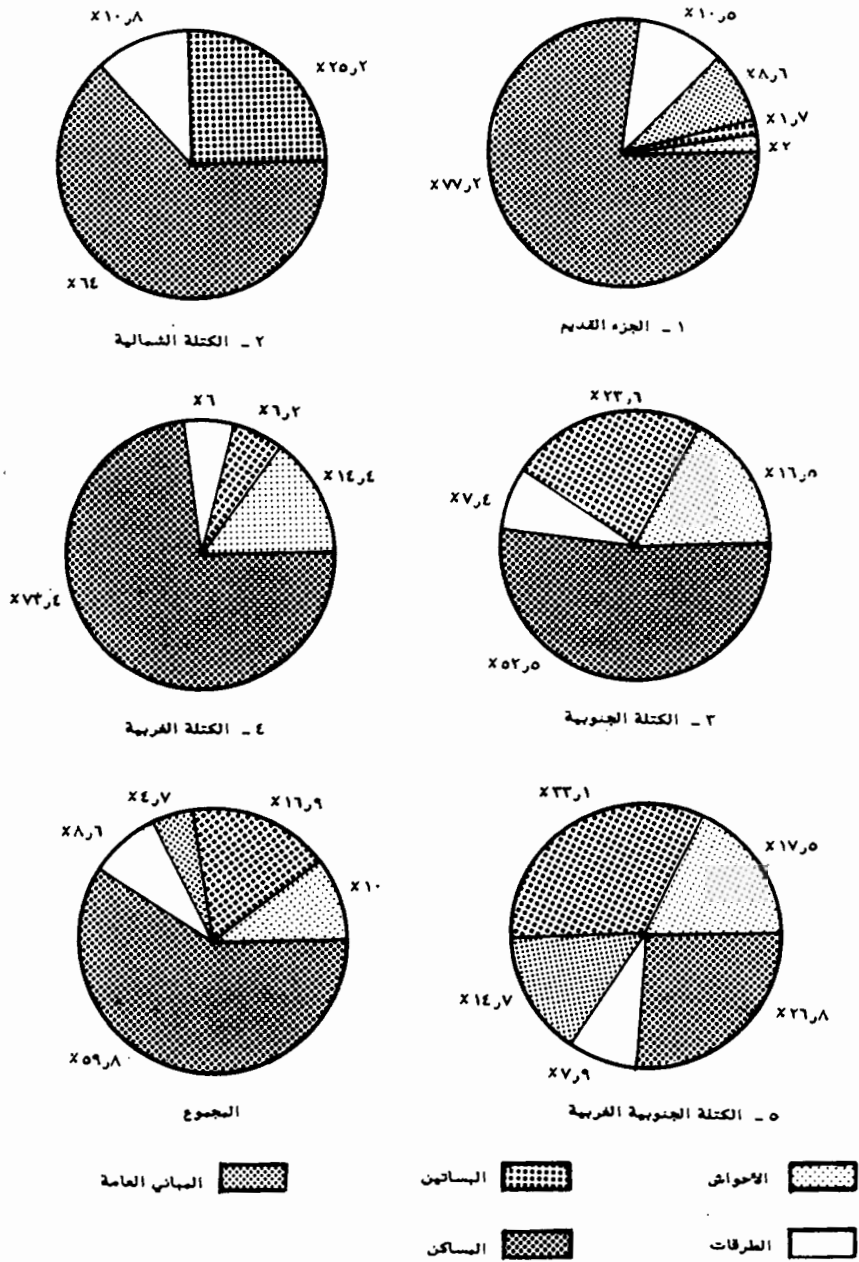 ٪١٠٫٥
٪٨٫٦
٪١٫٧
٪٢
٪٧٧٫٢
١ - الجزء القديم
٪١٠٫٨
٪٢٥٫٢
٪٦٤
٢ - الكتلة الشمالية
٪٢٣٫٦
٪١٦٫٥
٪٧٫٤
٪٥٢٫٥
٣ - الكتلة الجنوبية
٪٦
٪٦٫٢
٪١٤٫٤
٪٧٣٫٤
٤ - الكتلة الغربية
٪٣٣٫١
٪١٧٫٥
٪١٤٫٧
٪٧٫٩
٪٢٦٫٨
٥ - الكتلة الجنوبية الغربية
٪٤٫٧
٪١٦٫٩
٪٨٫٦
٪١٠
٪٥٩٫٨
المجموع
الأحواش
البساتين
المباني العامة
الطرقات
المساكن